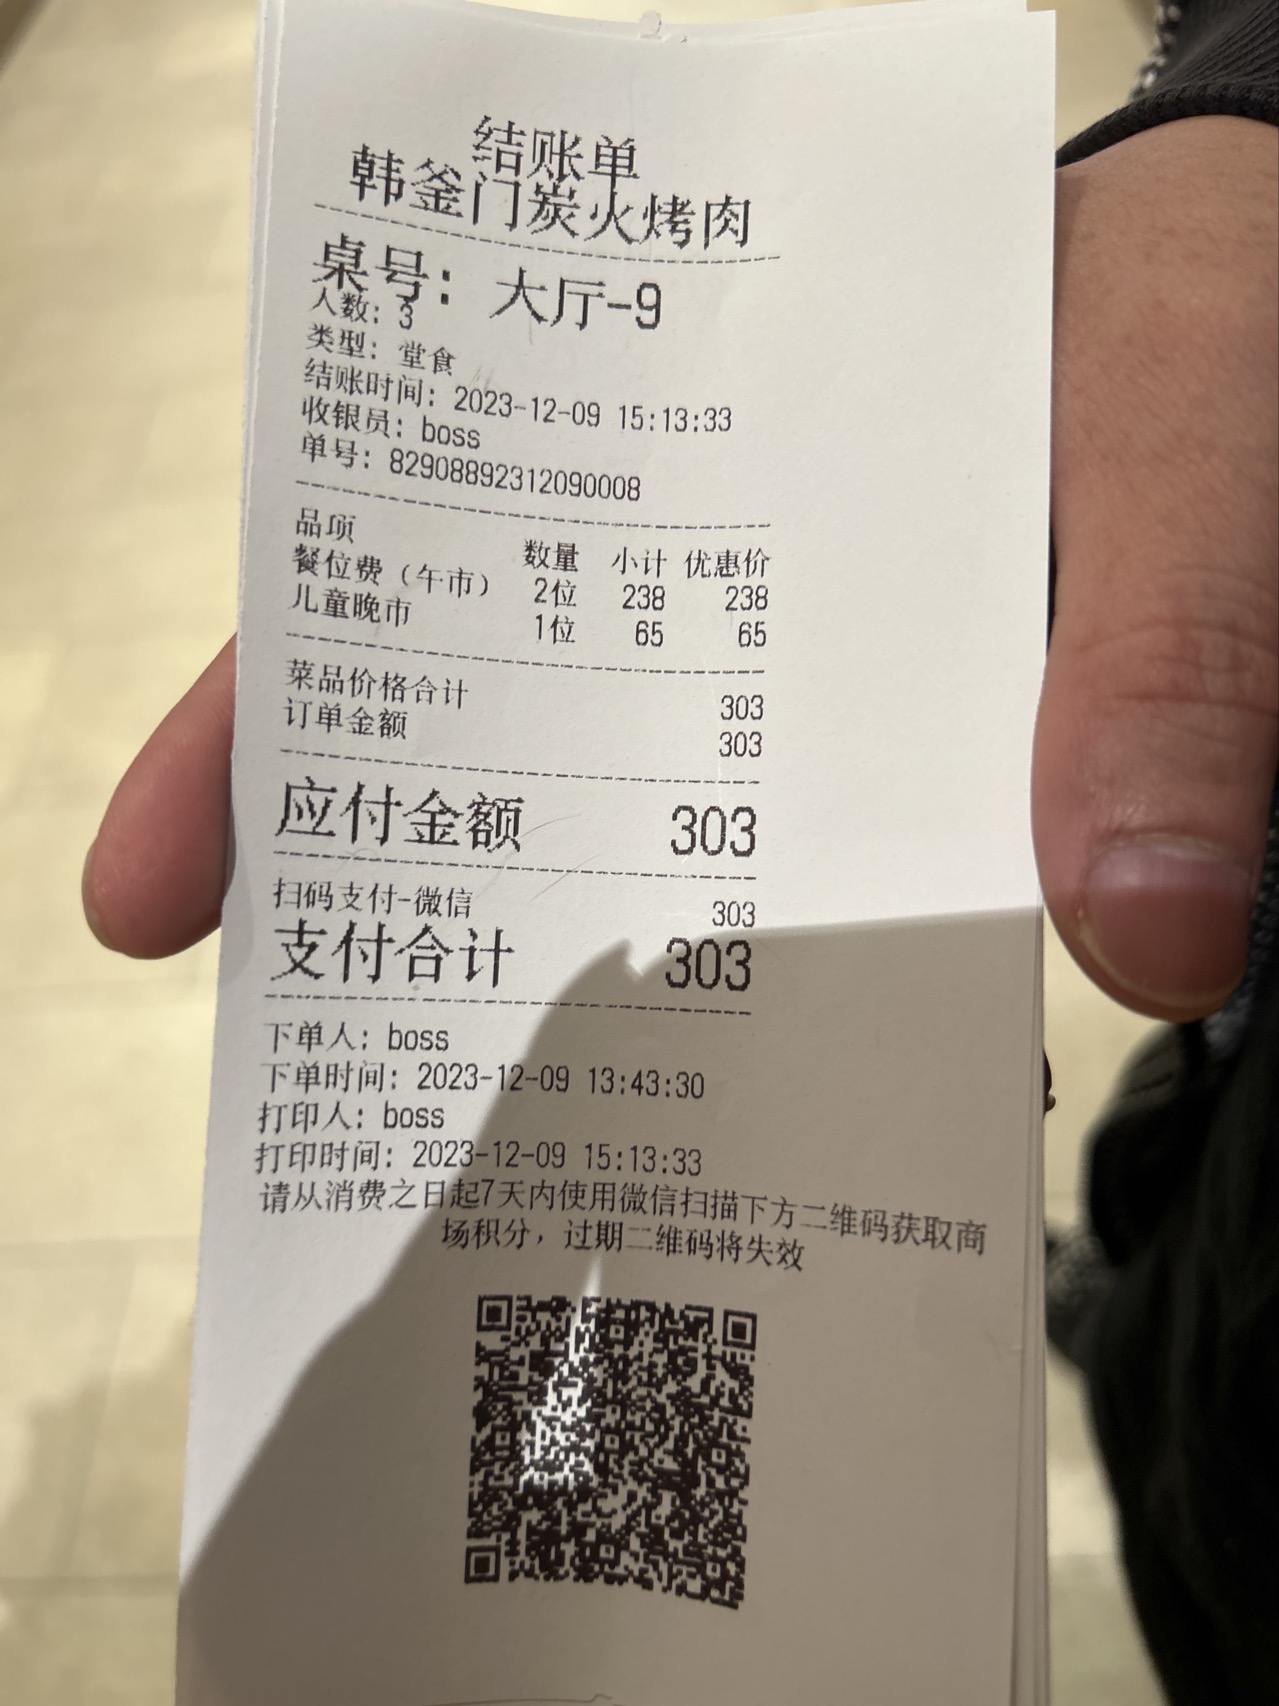 结账单
韩釜门炭火烤肉
桌号: 大厅-9
人数: 3
类型: 堂食
结账时间: 2023-12-09 15:13:33
收银员: boss
单号: 82908892312090008
品项 数量 小计 优惠价
餐位费（午市） 2位 238 238
儿童晚市 1位 65 65
菜品价格合计 303
订单金额 303
应付金额 303
扫码支付-微信 303
支付合计 303
下单人: boss
下单时间: 2023-12-09 13:43:30
打印人: boss
打印时间: 2023-12-09 15:13:33
请从消费之日起7天内使用微信扫描下方二维码获取商
场积分，过期二维码将失效